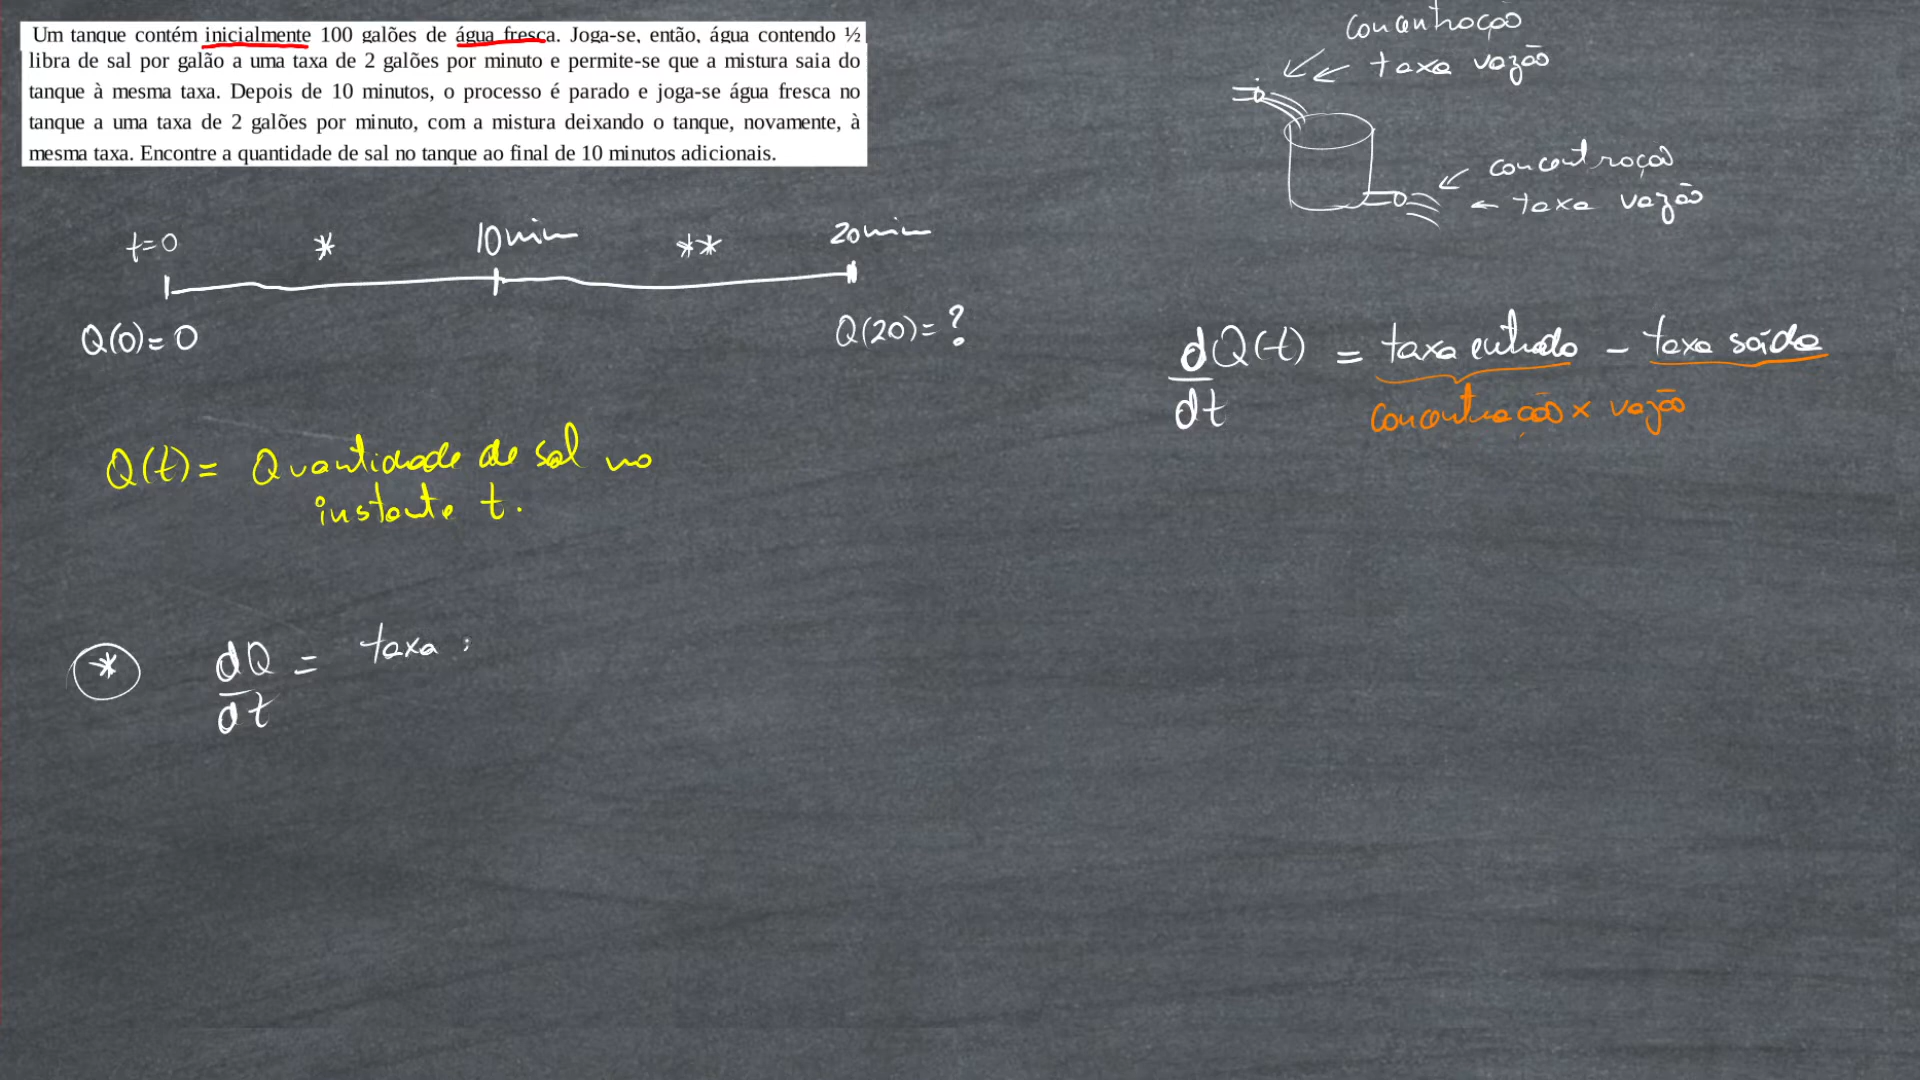 Um tanque contém inicialmente 100 galões de água fresca. Joga-se, então, água contendo ½
libra de sal por galão a uma taxa de 2 galões por minuto e permite-se que a mistura saia do
tanque à mesma taxa. Depois de 10 minutos, o processo é parado e joga-se água fresca no
tanque a uma taxa de 2 galões por minuto, com a mistura deixando o tanque, novamente, à
mesma taxa. Encontre a quantidade de sal no tanque ao final de 10 minutos adicionais.
concentração
taxa vazão
concentração
taxa vazão
t=0 * 10min ** 20min
Q(0)=0 Q(20)=?
d/dt Q(t) = taxa entrada - taxa saída
concentração × vazão
Q(t)= Quantidade de sal no
instante t.
* dQ/dt = taxa